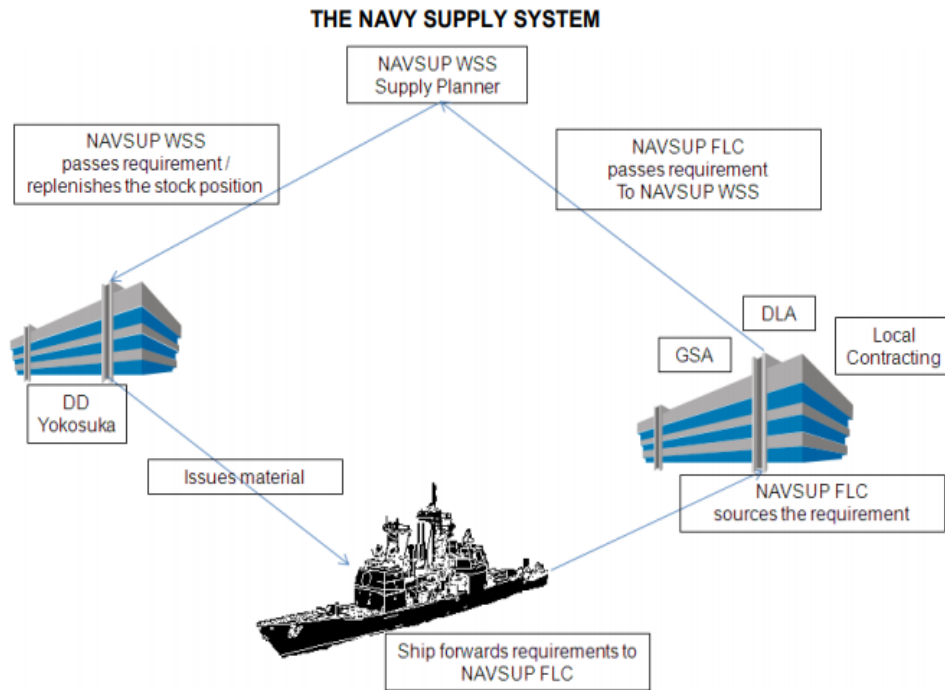 THE NAVY SUPPLY SYSTEM
NAVSUP WSS
Supply Planner
NAVSUP WSS
passes requirement /
replenishes the stock position
NAVSUP FLC
passes requirement
To NAVSUP WSS
DLA
GSA
Local
Contracting
DD
Yokosuka
Issues material
NAVSUP FLC
sources the requirement
Ship forwards requirements to
NAVSUP FLC